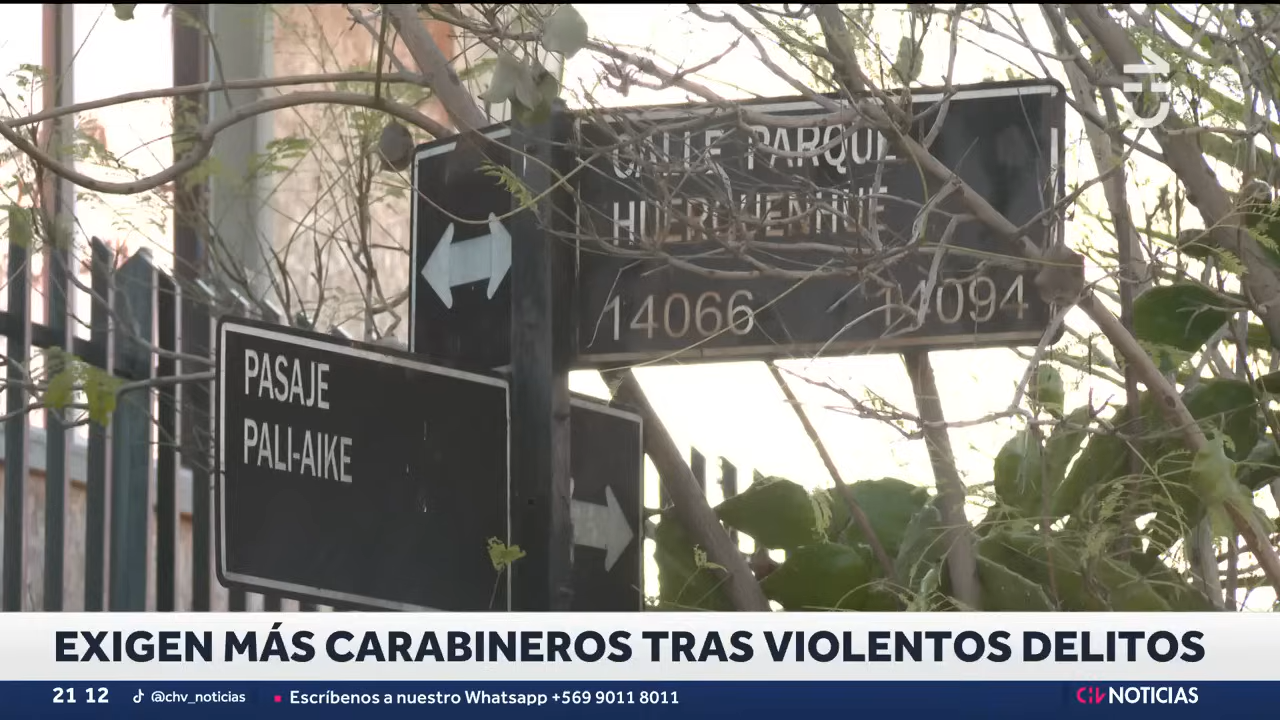 HD
CALLE PARQUE
HUERQUENHUE
14066 14094
PASAJE
PALI-AIKE
EXIGEN MÁS CARABINEROS TRAS VIOLENTOS DELITOS
21 12 @chv_noticias Escríbenos a nuestro Whatsapp +569 9011 8011 CHV NOTICIAS